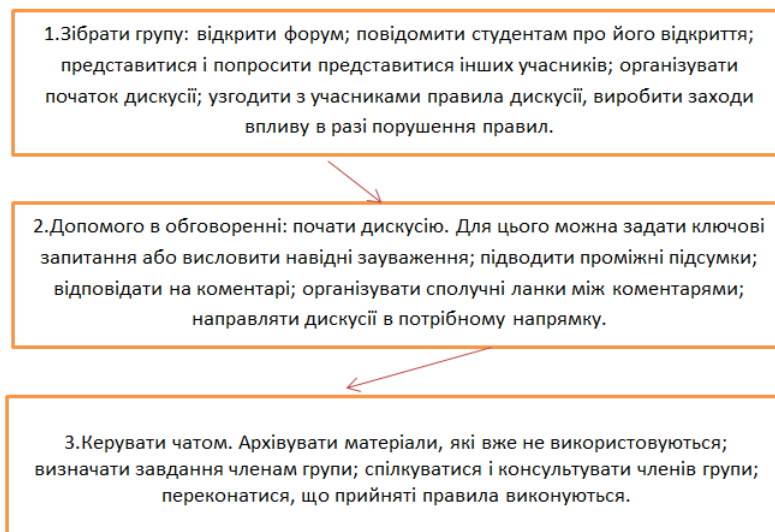 1.Зібрати групу: відкрити форум; повідомити студентам про його відкриття;
представитися і попросити представитися інших учасників; організувати
початок дискусії; узгодити з учасниками правила дискусії, виробити заходи
впливу в разі порушення правил.
2.Допомого в обговоренні: почати дискусію. Для цього можна задати ключові
запитання або висловити навідні зауваження; підводити проміжні підсумки;
відповідати на коментарі; організувати сполучні ланки між коментарями;
направляти дискусії в потрібному напрямку.
3.Керувати чатом. Архівувати матеріали, які вже не використовуються;
визначати завдання членам групи; спілкуватися і консультувати членів групи;
переконатися, що прийняті правила виконуються.